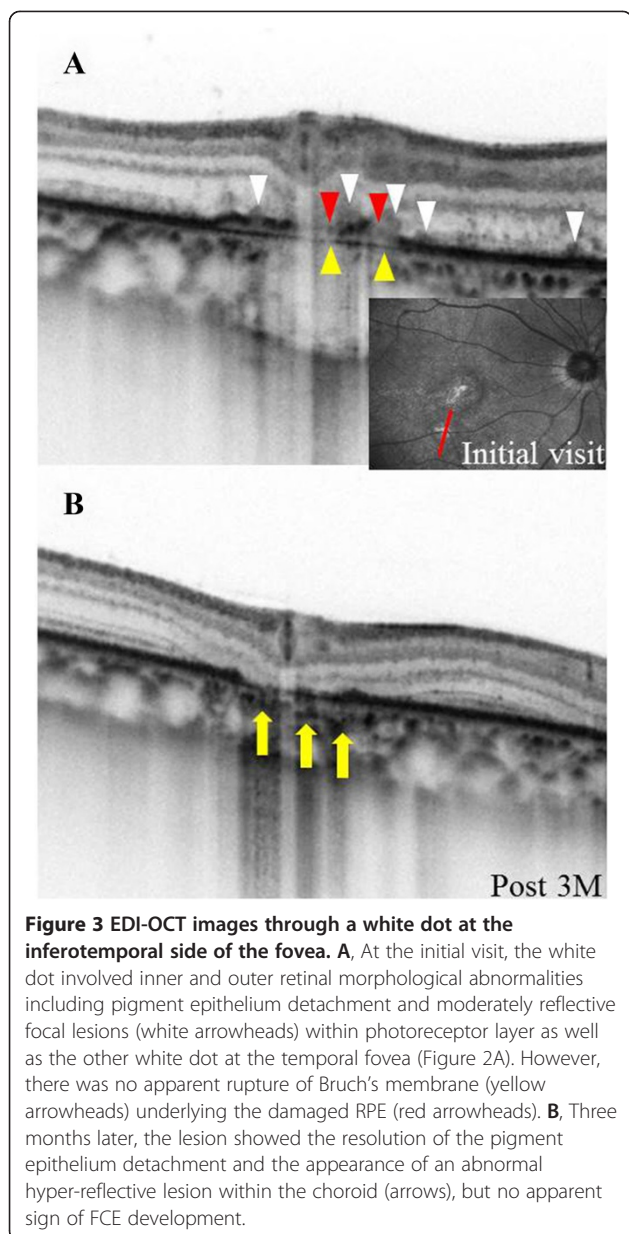 A
Initial visit
B
Post 3M
Figure 3 EDI-OCT images through a white dot at the
inferotemporal side of the fovea. A, At the initial visit, the white
dot involved inner and outer retinal morphological abnormalities
including pigment epithelium detachment and moderately reflective
focal lesions (white arrowheads) within photoreceptor layer as well
as the other white dot at the temporal fovea (Figure 2A). However,
there was no apparent rupture of Bruch's membrane (yellow
arrowheads) underlying the damaged RPE (red arrowheads). B, Three
months later, the lesion showed the resolution of the pigment
epithelium detachment and the appearance of an abnormal
hyper-reflective lesion within the choroid (arrows), but no apparent
sign of FCE development.